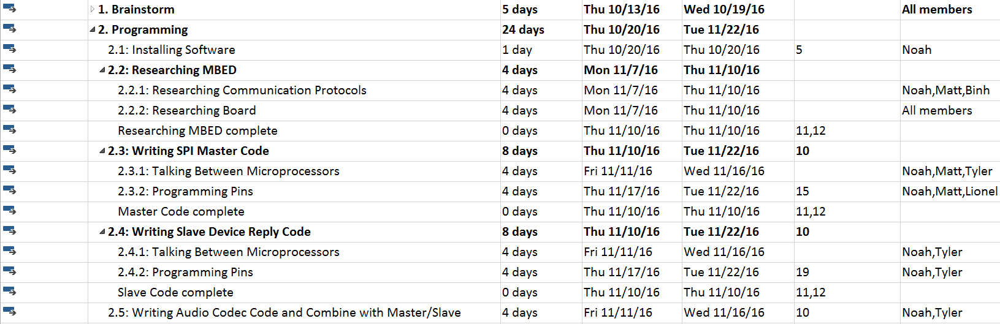 1. Brainstorm 5 days Thu 10/13/16 Wed 10/19/16 All members
2. Programming 24 days Thu 10/20/16 Tue 11/22/16
2.1: Installing Software 1 day Thu 10/20/16 Thu 10/20/16 5 Noah
2.2: Researching MBED 4 days Mon 11/7/16 Thu 11/10/16
2.2.1: Researching Communication Protocols 4 days Mon 11/7/16 Thu 11/10/16 Noah,Matt,Binh
2.2.2: Researching Board 4 days Mon 11/7/16 Thu 11/10/16 All members
Researching MBED complete 0 days Thu 11/10/16 Thu 11/10/16 11,12
2.3: Writing SPI Master Code 8 days Thu 11/10/16 Tue 11/22/16 10
2.3.1: Talking Between Microprocessors 4 days Fri 11/11/16 Wed 11/16/16 Noah,Matt,Tyler
2.3.2: Programming Pins 4 days Thu 11/17/16 Tue 11/22/16 15 Noah,Matt,Lionel
Master Code complete 0 days Thu 11/10/16 Thu 11/10/16 11,12
2.4: Writing Slave Device Reply Code 8 days Thu 11/10/16 Tue 11/22/16 10
2.4.1: Talking Between Microprocessors 4 days Fri 11/11/16 Wed 11/16/16 Noah,Tyler
2.4.2: Programming Pins 4 days Thu 11/17/16 Tue 11/22/16 19 Noah,Tyler
Slave Code complete 0 days Thu 11/10/16 Thu 11/10/16 11,12
2.5: Writing Audio Codec Code and Combine with Master/Slave 4 days Fri 11/11/16 Wed 11/16/16 10 Noah,Tyler